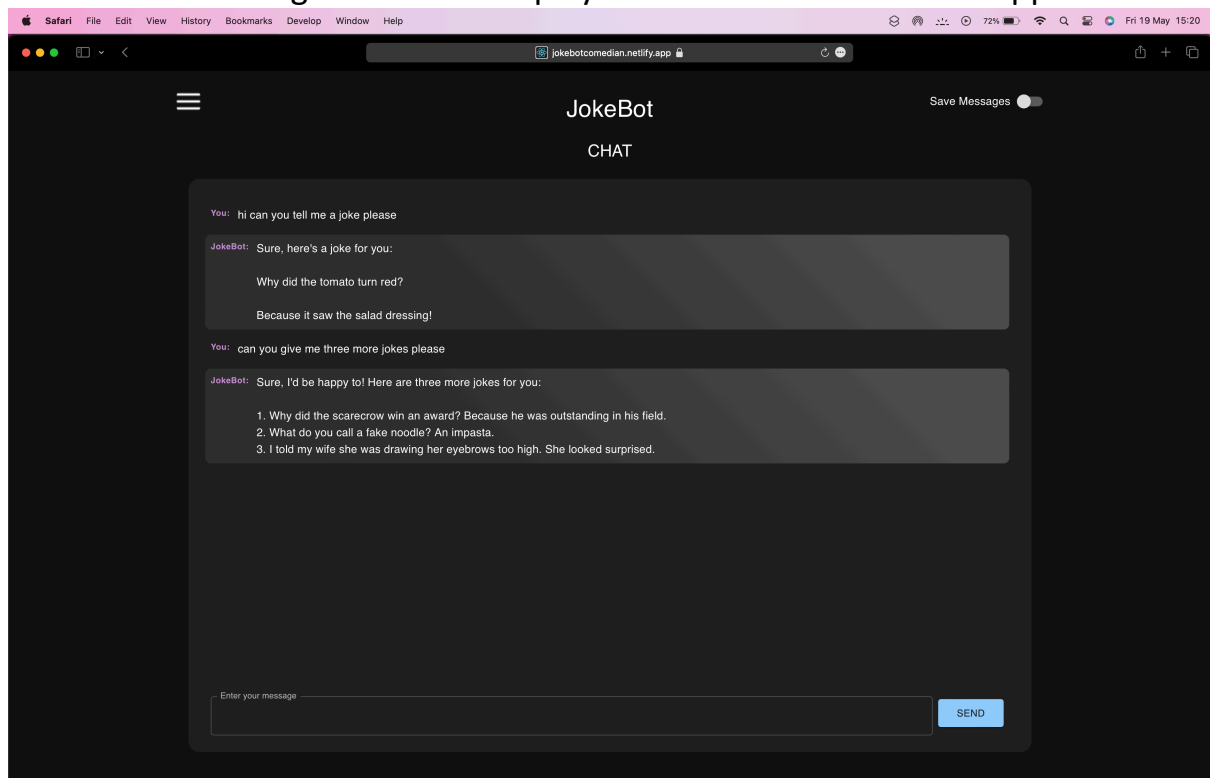 Safari File Edit View History Bookmarks Develop Window Help 72% Fri 19 May 15:20
jokebotcomedian.netlify.app
JokeBot
Save Messages
CHAT
You: hi can you tell me a joke please
JokeBot: Sure, here's a joke for you:
Why did the tomato turn red?
Because it saw the salad dressing!
You: can you give me three more jokes please
JokeBot: Sure, I'd be happy to! Here are three more jokes for you:
1. Why did the scarecrow win an award? Because he was outstanding in his field.
2. What do you call a fake noodle? An impasta.
3. I told my wife she was drawing her eyebrows too high. She looked surprised.
Enter your message
SEND